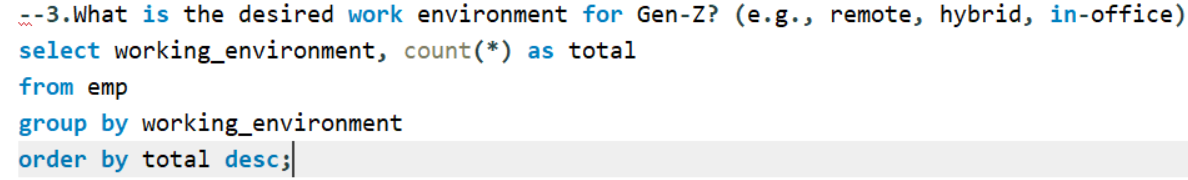 --3.What is the desired work environment for Gen-Z? (e.g., remote, hybrid, in-office)
select working_environment, count(*) as total
from emp
group by working_environment
order by total desc;